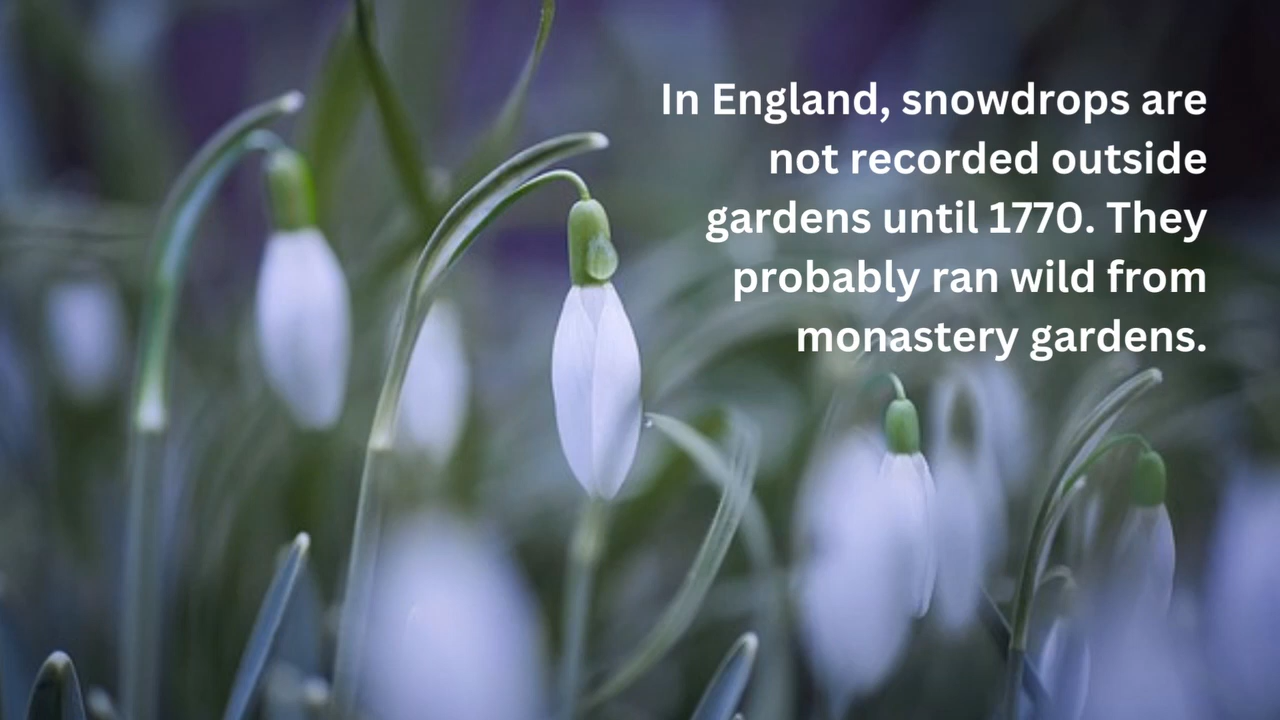 In England, snowdrops are
not recorded outside
gardens until 1770. They
probably ran wild from
monastery gardens.